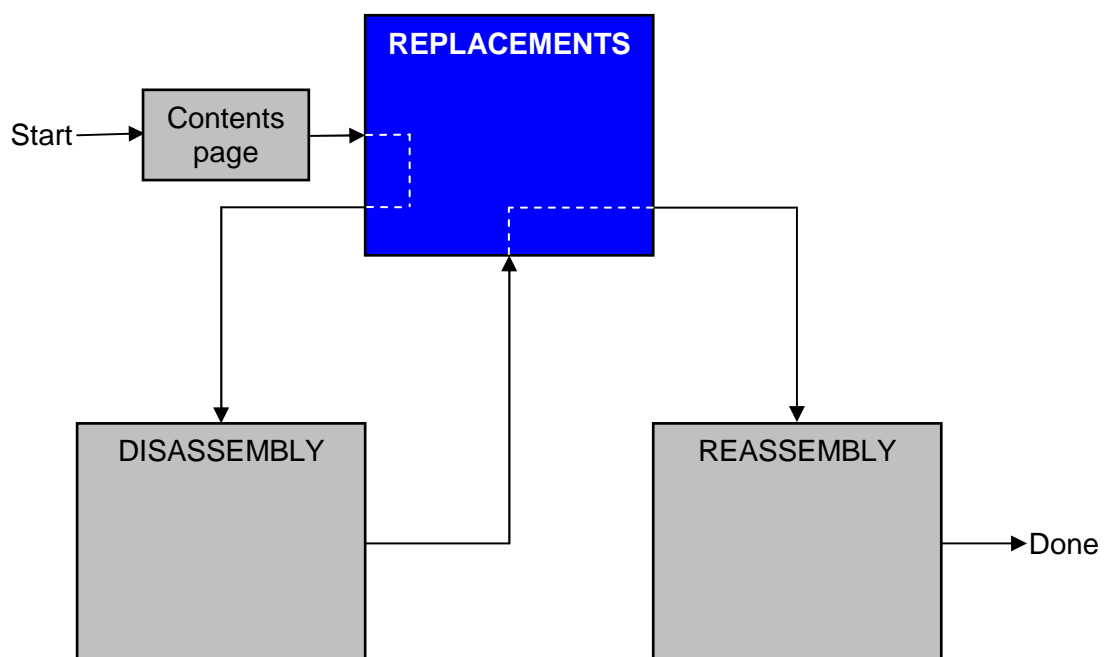 REPLACEMENTS
Start
Contents
page
DISASSEMBLY
REASSEMBLY
Done